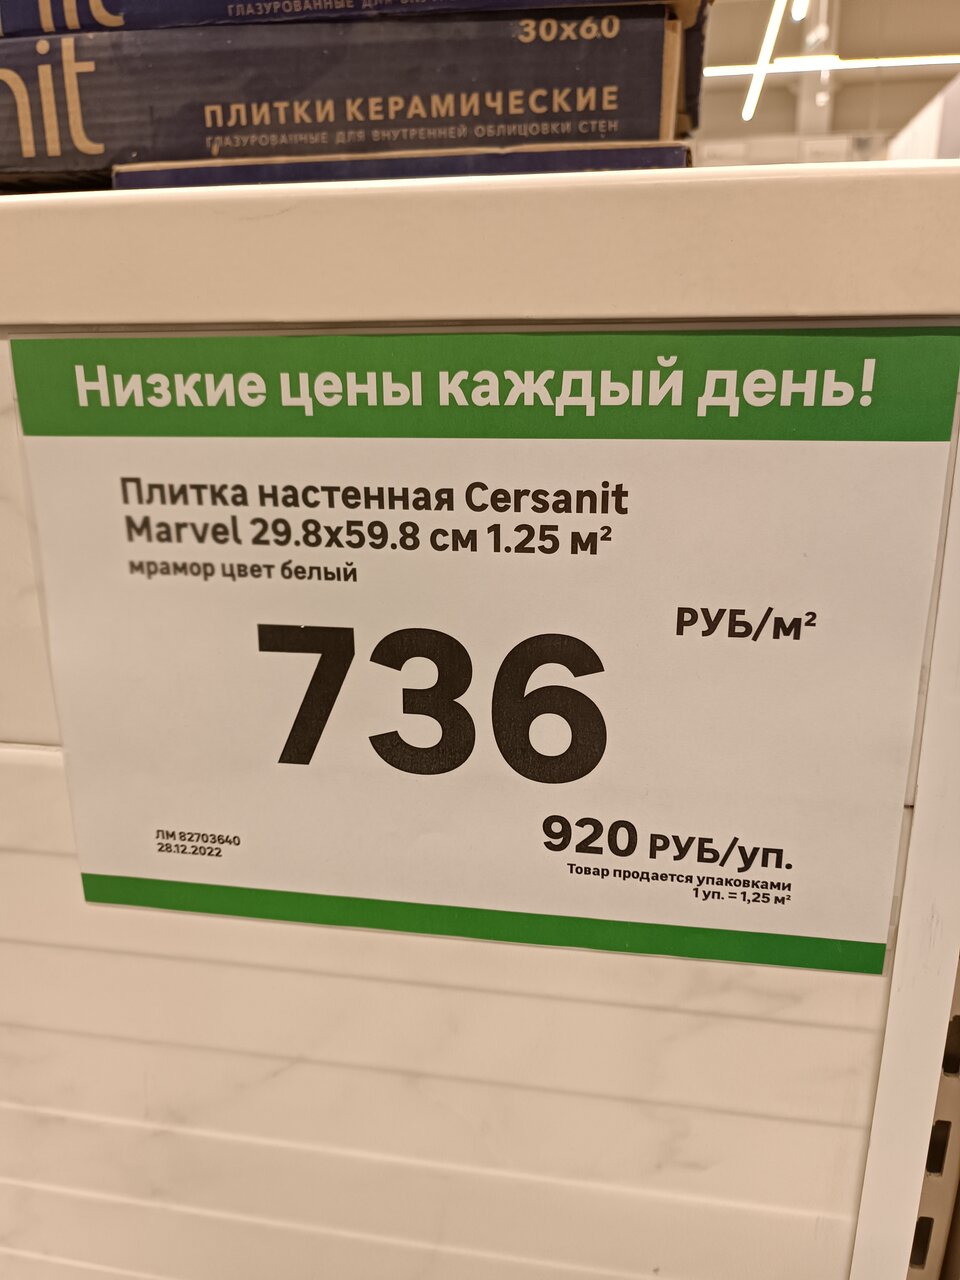 ГЛАЗУРОВАННЫЕ
30x60
nit
ПЛИТКИ КЕРАМИЧЕСКИЕ
ГЛАЗУРОВАННЫЕ ДЛЯ ВНУТРЕННЕЙ ОБЛИЦОВКИ СТЕН
Низкие цены каждый день!
Плитка настенная Cersanit
Marvel 29.8x59.8 см 1.25 м²
мрамор цвет белый
РУБ/м²
736
920 РУБ/уп.
Товар продается упаковками
1 уп. = 1,25 м²
ЛМ 82703640
28.12.2022